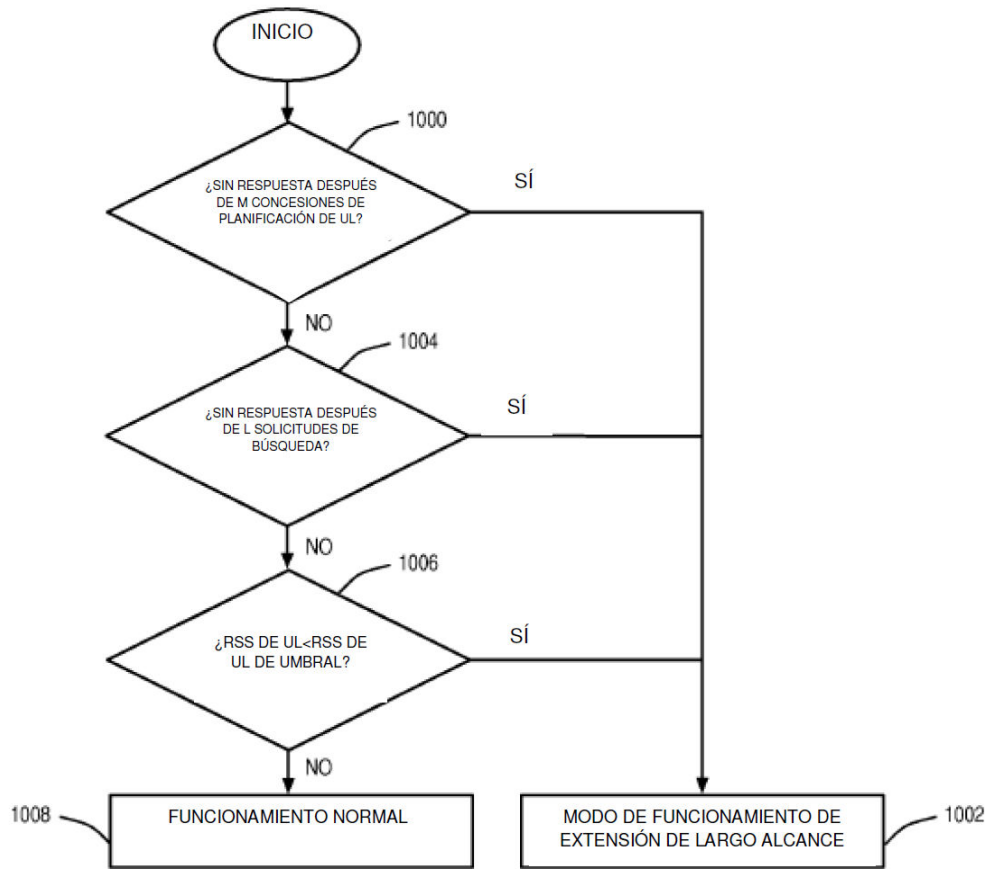 INICIO
1000
¿SIN RESPUESTA DESPUÉS
DE M CONCESIONES DE
PLANIFICACIÓN DE UL?
SÍ
NO
1004
¿SIN RESPUESTA DESPUÉS
DE L SOLICITUDES DE
BÚSQUEDA?
SÍ
NO
1006
¿RSS DE UL<RSS DE
UL DE UMBRAL?
SÍ
NO
1008
FUNCIONAMIENTO NORMAL
MODO DE FUNCIONAMIENTO DE
EXTENSIÓN DE LARGO ALCANCE
1002